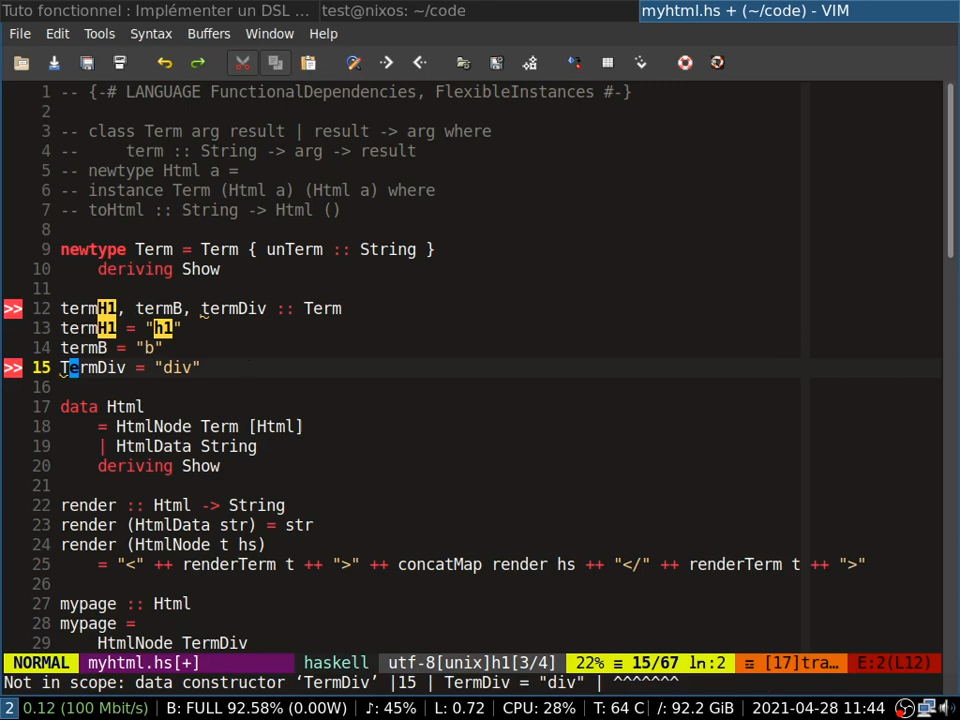 Tuto fonctionnel : Implémenter un DSL ... test@nixos: ~/code myhtml.hs + (~/code) - VIM
File Edit Tools Syntax Buffers Window Help
1 -- {-# LANGUAGE FunctionalDependencies, FlexibleInstances #-}
2
3 -- class Term arg result | result -> arg where
4 --     term :: String -> arg -> result
5 -- newtype Html a =
6 -- instance Term (Html a) (Html a) where
7 -- toHtml :: String -> Html ()
8
9 newtype Term = Term { unTerm :: String }
10     deriving Show
11
>> 12 termH1, termB, termDiv :: Term
13 termH1 = "h1"
14 termB = "b"
>> 15 TermDiv = "div"
16
17 data Html
18     = HtmlNode Term [Html]
19     | HtmlData String
20     deriving Show
21
22 render :: Html -> String
23 render (HtmlData str) = str
24 render (HtmlNode t hs)
25     = "<" ++ renderTerm t ++ ">" ++ concatMap render hs ++ "</" ++ renderTerm t ++ ">"
26
27 mypage :: Html
28 mypage =
29     HtmlNode TermDiv
NORMAL myhtml.hs[+] haskell utf-8[unix]h1[3/4] 22% ≡ 15/67 ln:2 ≡ [17]tra… E:2(L12)
Not in scope: data constructor ‘TermDiv’ |15 | TermDiv = "div" | ^^^^^^^
2 0.12 (100 Mbit/s) B: FULL 92.58% (0.00W) ♪: 45% L: 0.72 CPU: 28% T: 64 C /: 92.2 GiB 2021-04-28 11:44